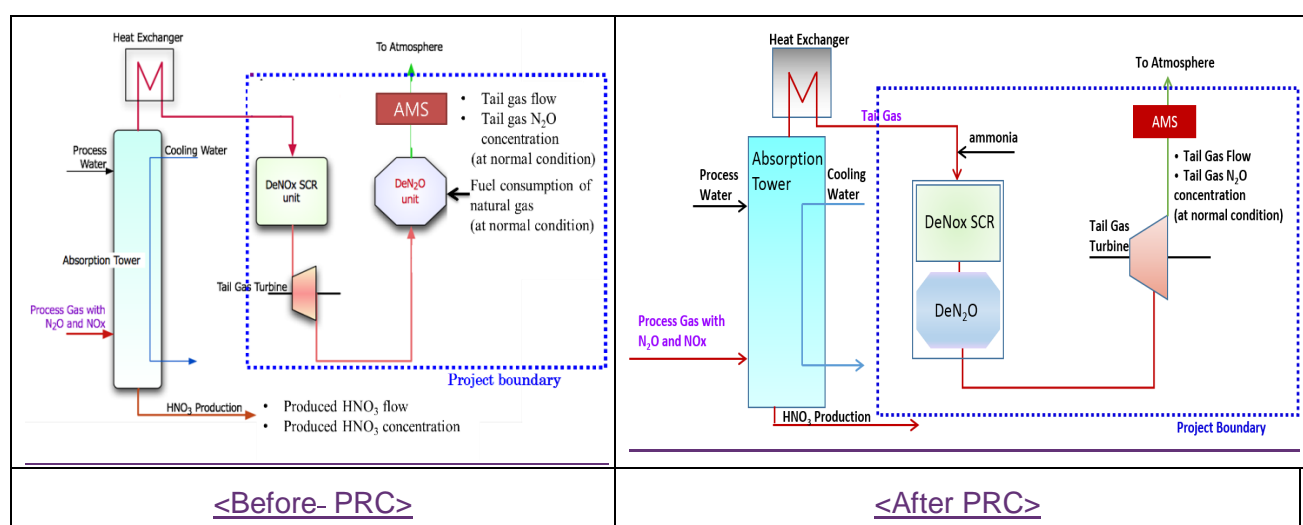 Heat Exchanger
To Atmosphere
AMS
• Tail gas flow
• Tail gas N₂O
concentration
(at normal condition)
Process
Water
Cooling Water
DeNOx SCR
unit
DeN₂O
unit
Fuel consumption of
natural gas
(at normal condition)
Absorption Tower
Tail Gas Turbine
Process Gas with
N₂O and NOx
Project boundary
HNO₃ Production
• Produced HNO₃ flow
• Produced HNO₃ concentration
<Before- PRC>
Heat Exchanger
To Atmosphere
Tail Gas
AMS
ammonia
Absorption
Tower
Process
Water
Cooling
Water
• Tail Gas Flow
• Tail Gas N₂O
concentration
(at normal condition)
DeNox SCR
Tail Gas
Turbine
DeN₂O
Process Gas with
N₂O and NOx
HNO₃ Production
Project Boundary
<After PRC>